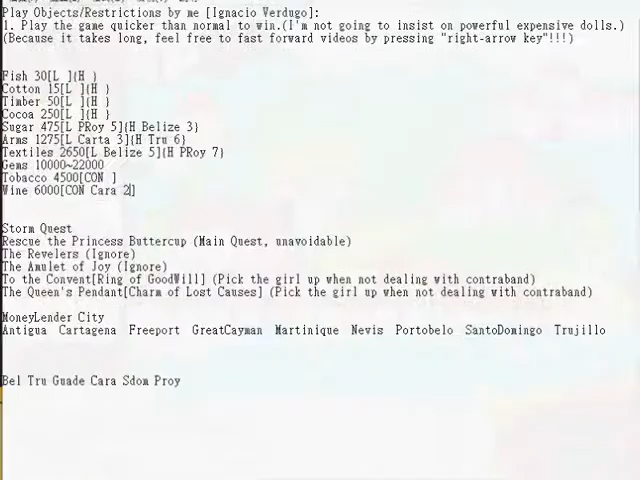 Play Objects/Restrictions by me [Ignacio Verdugo]:
1. Play the game quicker than normal to win.(I'm not going to insist on powerful expensive dolls.)
(Because it takes long, feel free to fast forward videos by pressing "right-arrow key"!!!)
Fish 30[L ]{H }
Cotton 15[L ]{H }
Timber 50[L ]{H }
Cocoa 250[L ]{H }
Sugar 475[L PRoy 5]{H Belize 3}
Arms 1275[L Carta 3]{H Tru 6}
Textiles 2650[L Belize 5]{H PRoy 7}
Gems 10000~22000
Tobacco 4500[CON ]
Wine 6000[CON Cara 2]
Storm Quest
Rescue the Princess Buttercup (Main Quest, unavoidable)
The Revelers (Ignore)
The Amulet of Joy (Ignore)
To the Convent[Ring of GoodWill] (Pick the girl up when not dealing with contraband)
The Queen's Pendant[Charm of Lost Causes] (Pick the girl up when not dealing with contraband)
MoneyLender City
Antigua Cartagena Freeport GreatCayman Martinique Nevis Portobelo SantoDomingo Trujillo
Bel Tru Guade Cara Sdom Proy